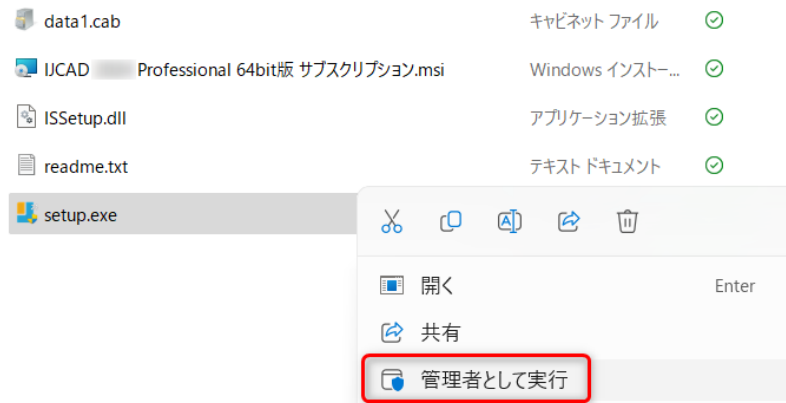 data1.cab キャビネット ファイル
IJCAD Professional 64bit版 サブスクリプション.msi Windows インストー...
ISSetup.dll アプリケーション拡張
readme.txt テキスト ドキュメント
setup.exe
開く Enter
共有
管理者として実行